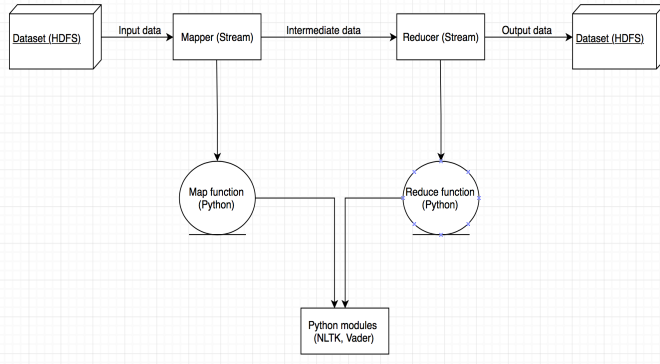 Dataset (HDFS)
Input data
Mapper (Stream)
Intermediate data
Reducer (Stream)
Output data
Dataset (HDFS)
Map function
(Python)
Reduce function
(Python)
Python modules
(NLTK, Vader)